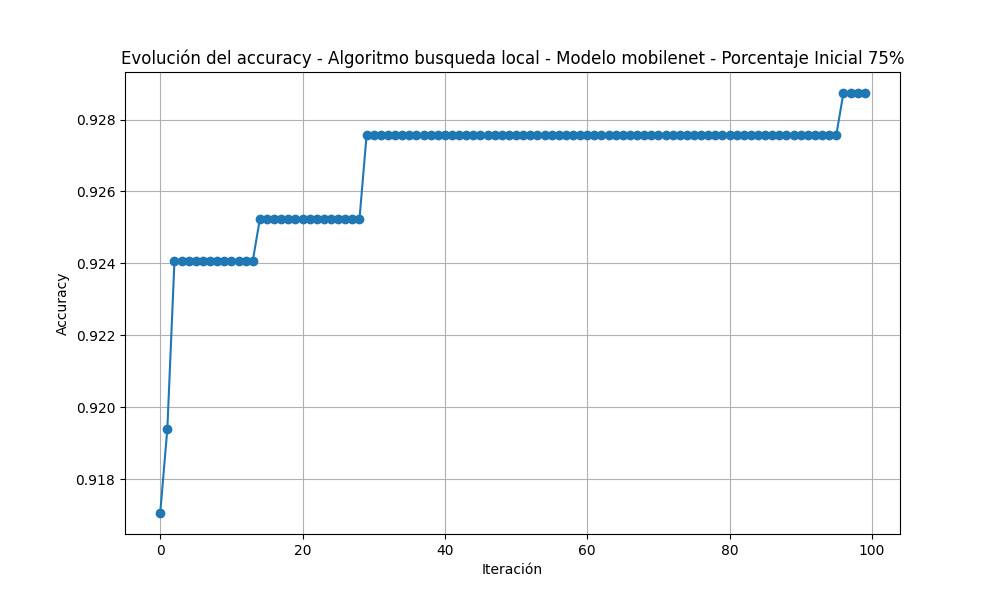 Evolución del accuracy - Algoritmo busqueda local - Modelo mobilenet - Porcentaje Inicial 75%
0.928
0.926
0.924
0.922
0.920
0.918
Accuracy
0 20 40 60 80 100
Iteración